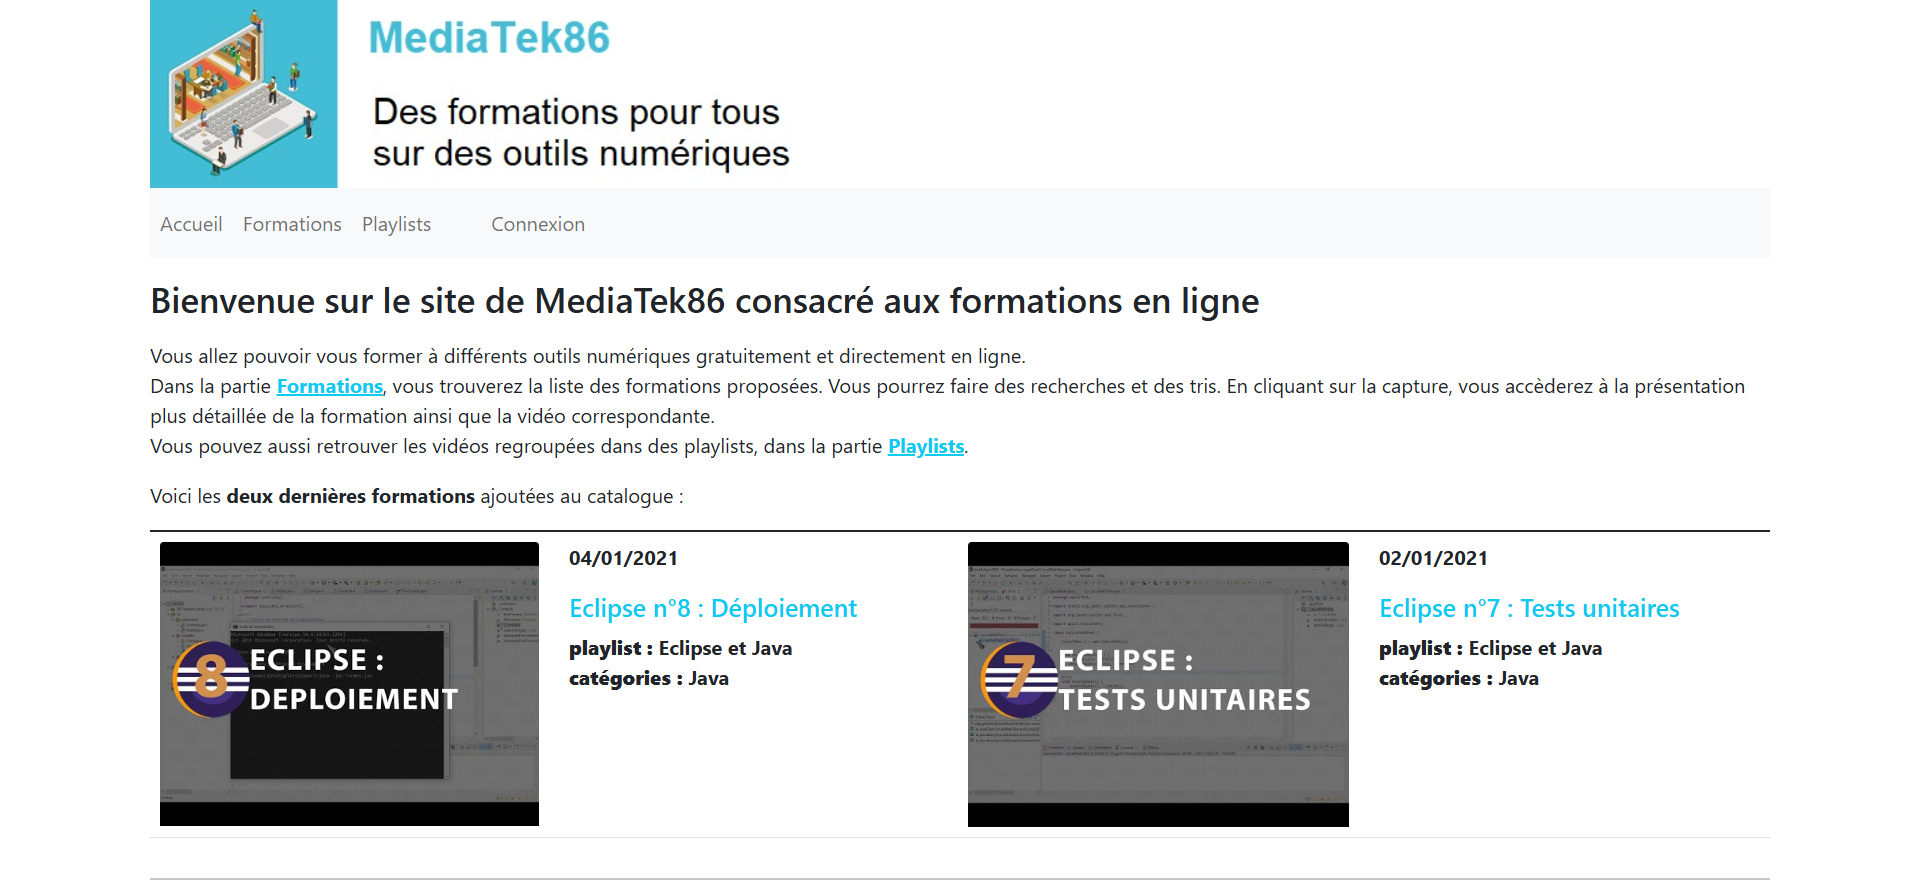 MediaTek86
Des formations pour tous
sur des outils numériques
Accueil Formations Playlists Connexion
Bienvenue sur le site de MediaTek86 consacré aux formations en ligne
Vous allez pouvoir vous former à différents outils numériques gratuitement et directement en ligne.
Dans la partie Formations, vous trouverez la liste des formations proposées. Vous pourrez faire des recherches et des tris. En cliquant sur la capture, vous accèderez à la présentation
plus détaillée de la formation ainsi que la vidéo correspondante.
Vous pouvez aussi retrouver les vidéos regroupées dans des playlists, dans la partie Playlists.
Voici les deux dernières formations ajoutées au catalogue :
8 ECLIPSE :
DEPLOIEMENT
04/01/2021
Eclipse n°8 : Déploiement
playlist : Eclipse et Java
catégories : Java
7 ECLIPSE :
TESTS UNITAIRES
02/01/2021
Eclipse n°7 : Tests unitaires
playlist : Eclipse et Java
catégories : Java